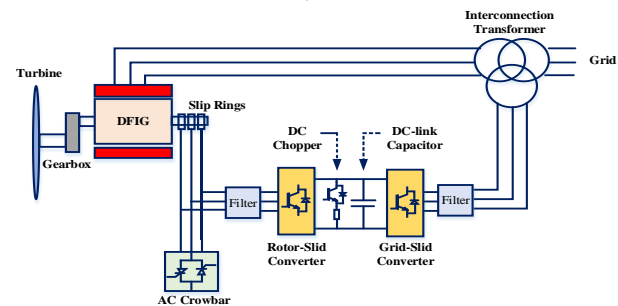 Interconnection
Transformer
Grid
Turbine
Slip Rings
DFIG
Gearbox
DC
Chopper
DC-link
Capacitor
Filter
Filter
Rotor-Slid
Converter
Grid-Slid
Converter
AC Crowbar